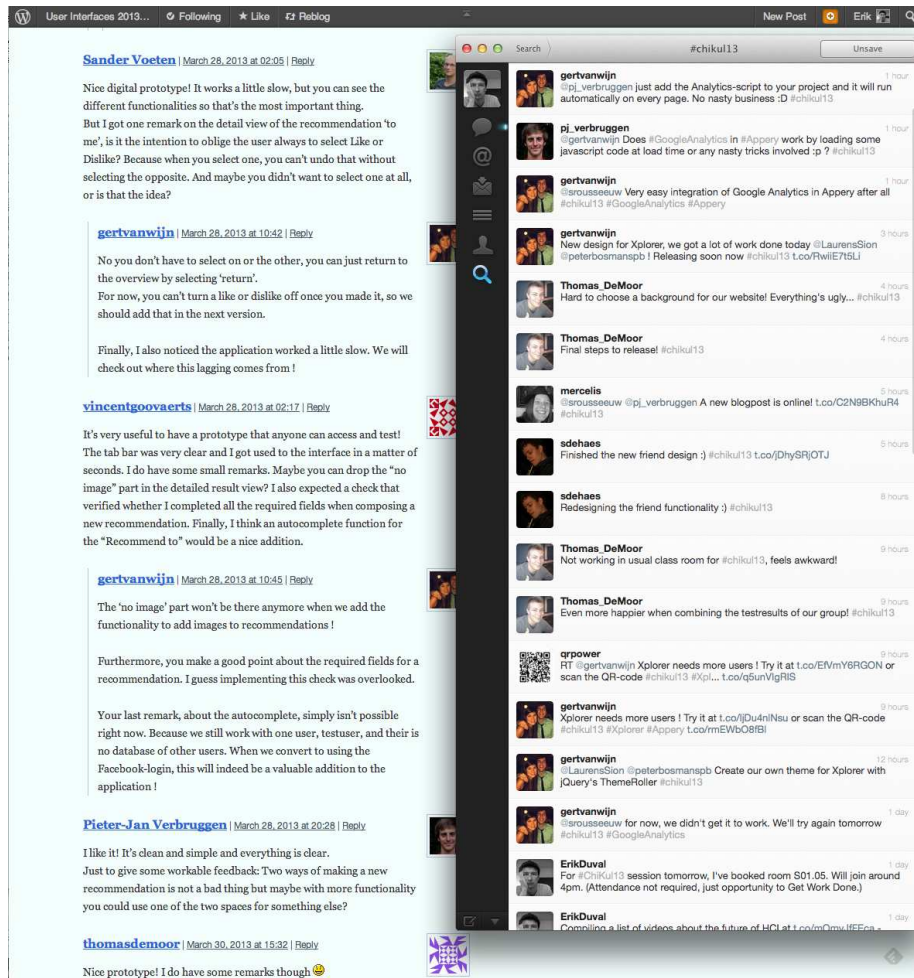 User Interfaces 2013... Following Like Reblog New Post Erik
Sander Voeten | March 28, 2013 at 02:05 | Reply
Nice digital prototype! It works a little slow, but you can see the
different functionalities so that's the most important thing.
But I got one remark on the detail view of the recommendation 'to
me', is it the intention to oblige the user always to select Like or
Dislike? Because when you select one, you can't undo that without
selecting the opposite. And maybe you didn't want to select one at all,
or is that the idea?
gertvanwijn | March 28, 2013 at 10:42 | Reply
No you don't have to select on or the other, you can just return to
the overview by selecting 'return'.
For now, you can't turn a like or dislike off once you made it, so we
should add that in the next version.
Finally, I also noticed the application worked a little slow. We will
check out where this lagging comes from !
vincentgoovaerts | March 28, 2013 at 02:17 | Reply
It's very useful to have a prototype that anyone can access and test!
The tab bar was very clear and I got used to the interface in a matter of
seconds. I do have some small remarks. Maybe you can drop the "no
image" part in the detailed result view? I also expected a check that
verified whether I completed all the required fields when composing a
new recommendation. Finally, I think an autocomplete function for
the "Recommend to" would be a nice addition.
gertvanwijn | March 28, 2013 at 10:45 | Reply
The 'no image' part won't be there anymore when we add the
functionality to add images to recommendations !
Furthermore, you make a good point about the required fields for a
recommendation. I guess implementing this check was overlooked.
Your last remark, about the autocomplete, simply isn't possible
right now. Because we still work with one user, testuser, and their is
no database of other users. When we convert to using the
Facebook-login, this will indeed be a valuable addition to the
application !
Pieter-Jan Verbruggen | March 28, 2013 at 20:28 | Reply
I like it! It's clean and simple and everything is clear.
Just to give some workable feedback: Two ways of making a new
recommendation is not a bad thing but maybe with more functionality
you could use one of the two spaces for something else?
thomasdemoor | March 30, 2013 at 15:32 | Reply
Nice prototype! I do have some remarks though
Search #chikul13 Unsave
gertvanwijn 1 hour
@pj_verbruggen just add the Analytics-script to your project and it will run
automatically on every page. No nasty business :D #chikul13
pj_verbruggen 1 hour
@gertvanwijn Does #GoogleAnalytics in #Appery work by loading some
javascript code at load time or any nasty tricks involved :p ? #chikul13
gertvanwijn 1 hour
@srousseeuw Very easy integration of Google Analytics in Appery after all
#chikul13 #GoogleAnalytics #Appery
gertvanwijn 3 hours
New design for Xplorer, we got a lot of work done today @LaurensSion
@peterbosmanspb ! Releasing soon now #chikul13 t.co/RwiiE7t5Li
Thomas_DeMoor 4 hours
Hard to choose a background for our website! Everything's ugly... #chikul13
Thomas_DeMoor 4 hours
Final steps to release! #chikul13
mercelis 5 hours
@srousseeuw @pj_verbruggen A new blogpost is online! t.co/C2N9BKhuR4
#chikul13
sdehaes 5 hours
Finished the new friend design :) #chikul13 t.co/jDhySRjOTJ
sdehaes 8 hours
Redesigning the friend functionality :) #chikul13
Thomas_DeMoor 9 hours
Not working in usual class room for #chikul13, feels awkward!
Thomas_DeMoor 9 hours
Even more happier when combining the testresults of our group! #chikul13
qrpower 9 hours
RT @gertvanwijn Xplorer needs more users ! Try it at t.co/EfVmY6RGON or
scan the QR-code #chikul13 #Xpl... t.co/q5unVlgRlS
gertvanwijn 9 hours
Xplorer needs more users ! Try it at t.co/ljDu4nlNsu or scan the QR-code
#chikul13 #Xplorer #Appery t.co/rmEWbO8fBl
gertvanwijn 12 hours
@LaurensSion @peterbosmanspb Create our own theme for Xplorer with
jQuery's ThemeRoller #chikul13
gertvanwijn 1 day
@srousseeuw for now, we didn't get it to work. We'll try again tomorrow
#chikul13 #GoogleAnalytics
ErikDuval 1 day
For #ChiKul13 session tomorrow, I've booked room S01.05. Will join around
4pm. (Attendance not required, just opportunity to Get Work Done.)
ErikDuval 1 day
Compiling a list of videos about the future of HCI at